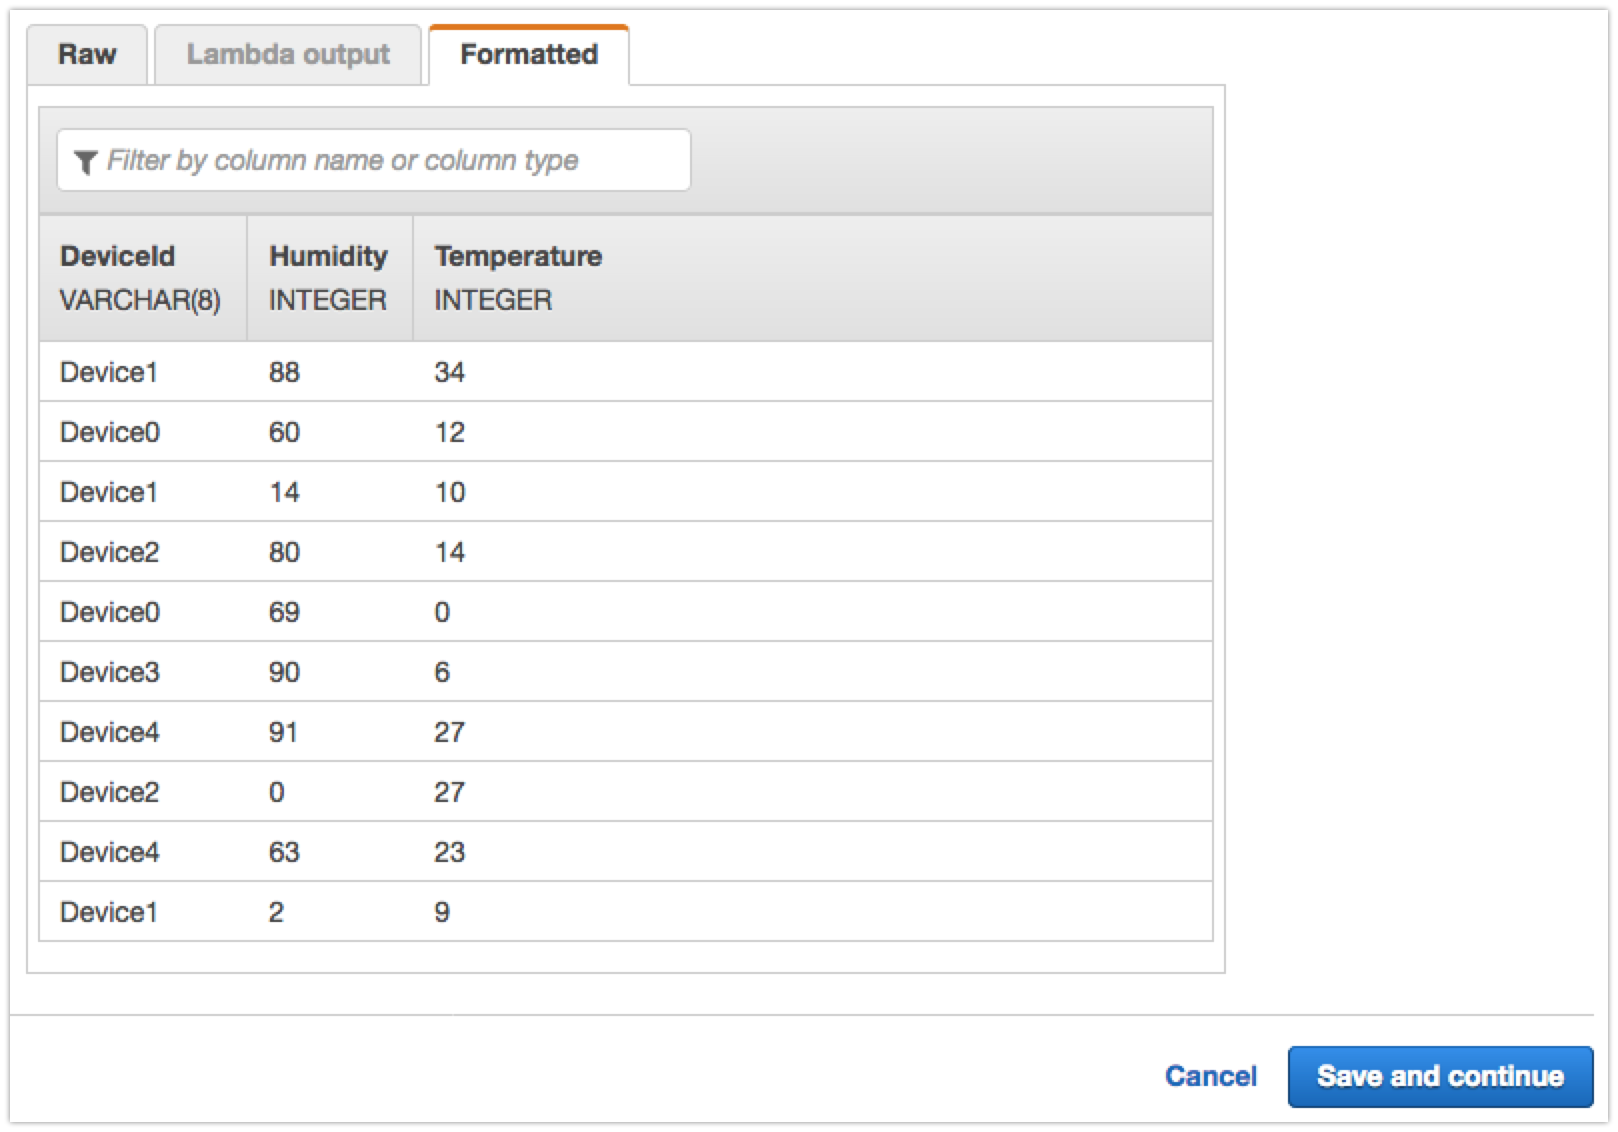 Raw Lambda output Formatted
Filter by column name or column type
DeviceId Humidity Temperature
VARCHAR(8) INTEGER INTEGER
Device1 88 34
Device0 60 12
Device1 14 10
Device2 80 14
Device0 69 0
Device3 90 6
Device4 91 27
Device2 0 27
Device4 63 23
Device1 2 9
Cancel Save and continue